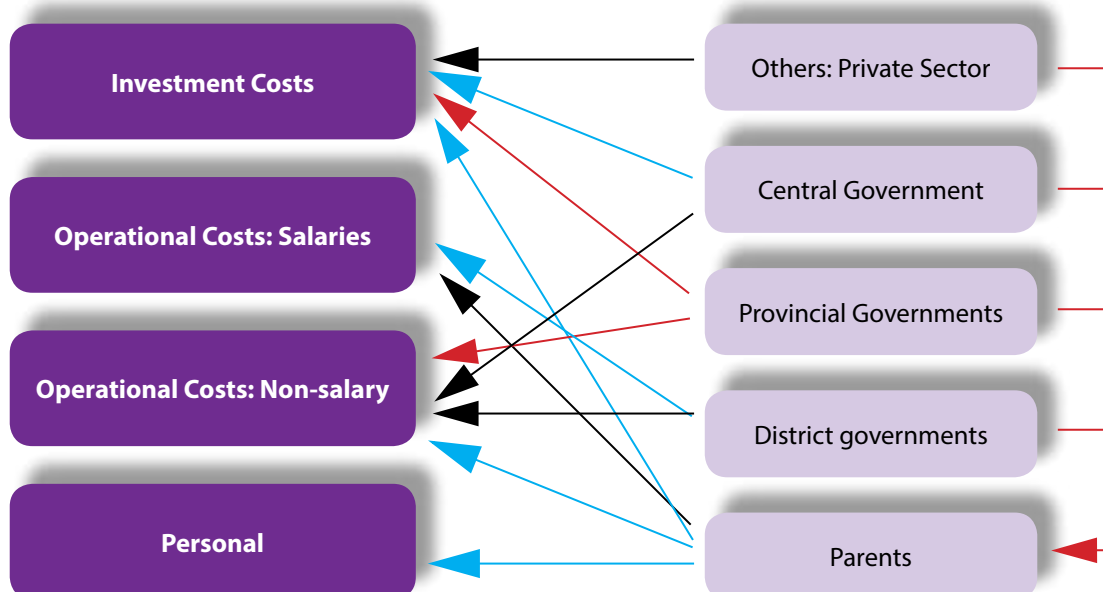 Investment Costs
Operational Costs: Salaries
Operational Costs: Non-salary
Personal
Others: Private Sector
Central Government
Provincial Governments
District governments
Parents